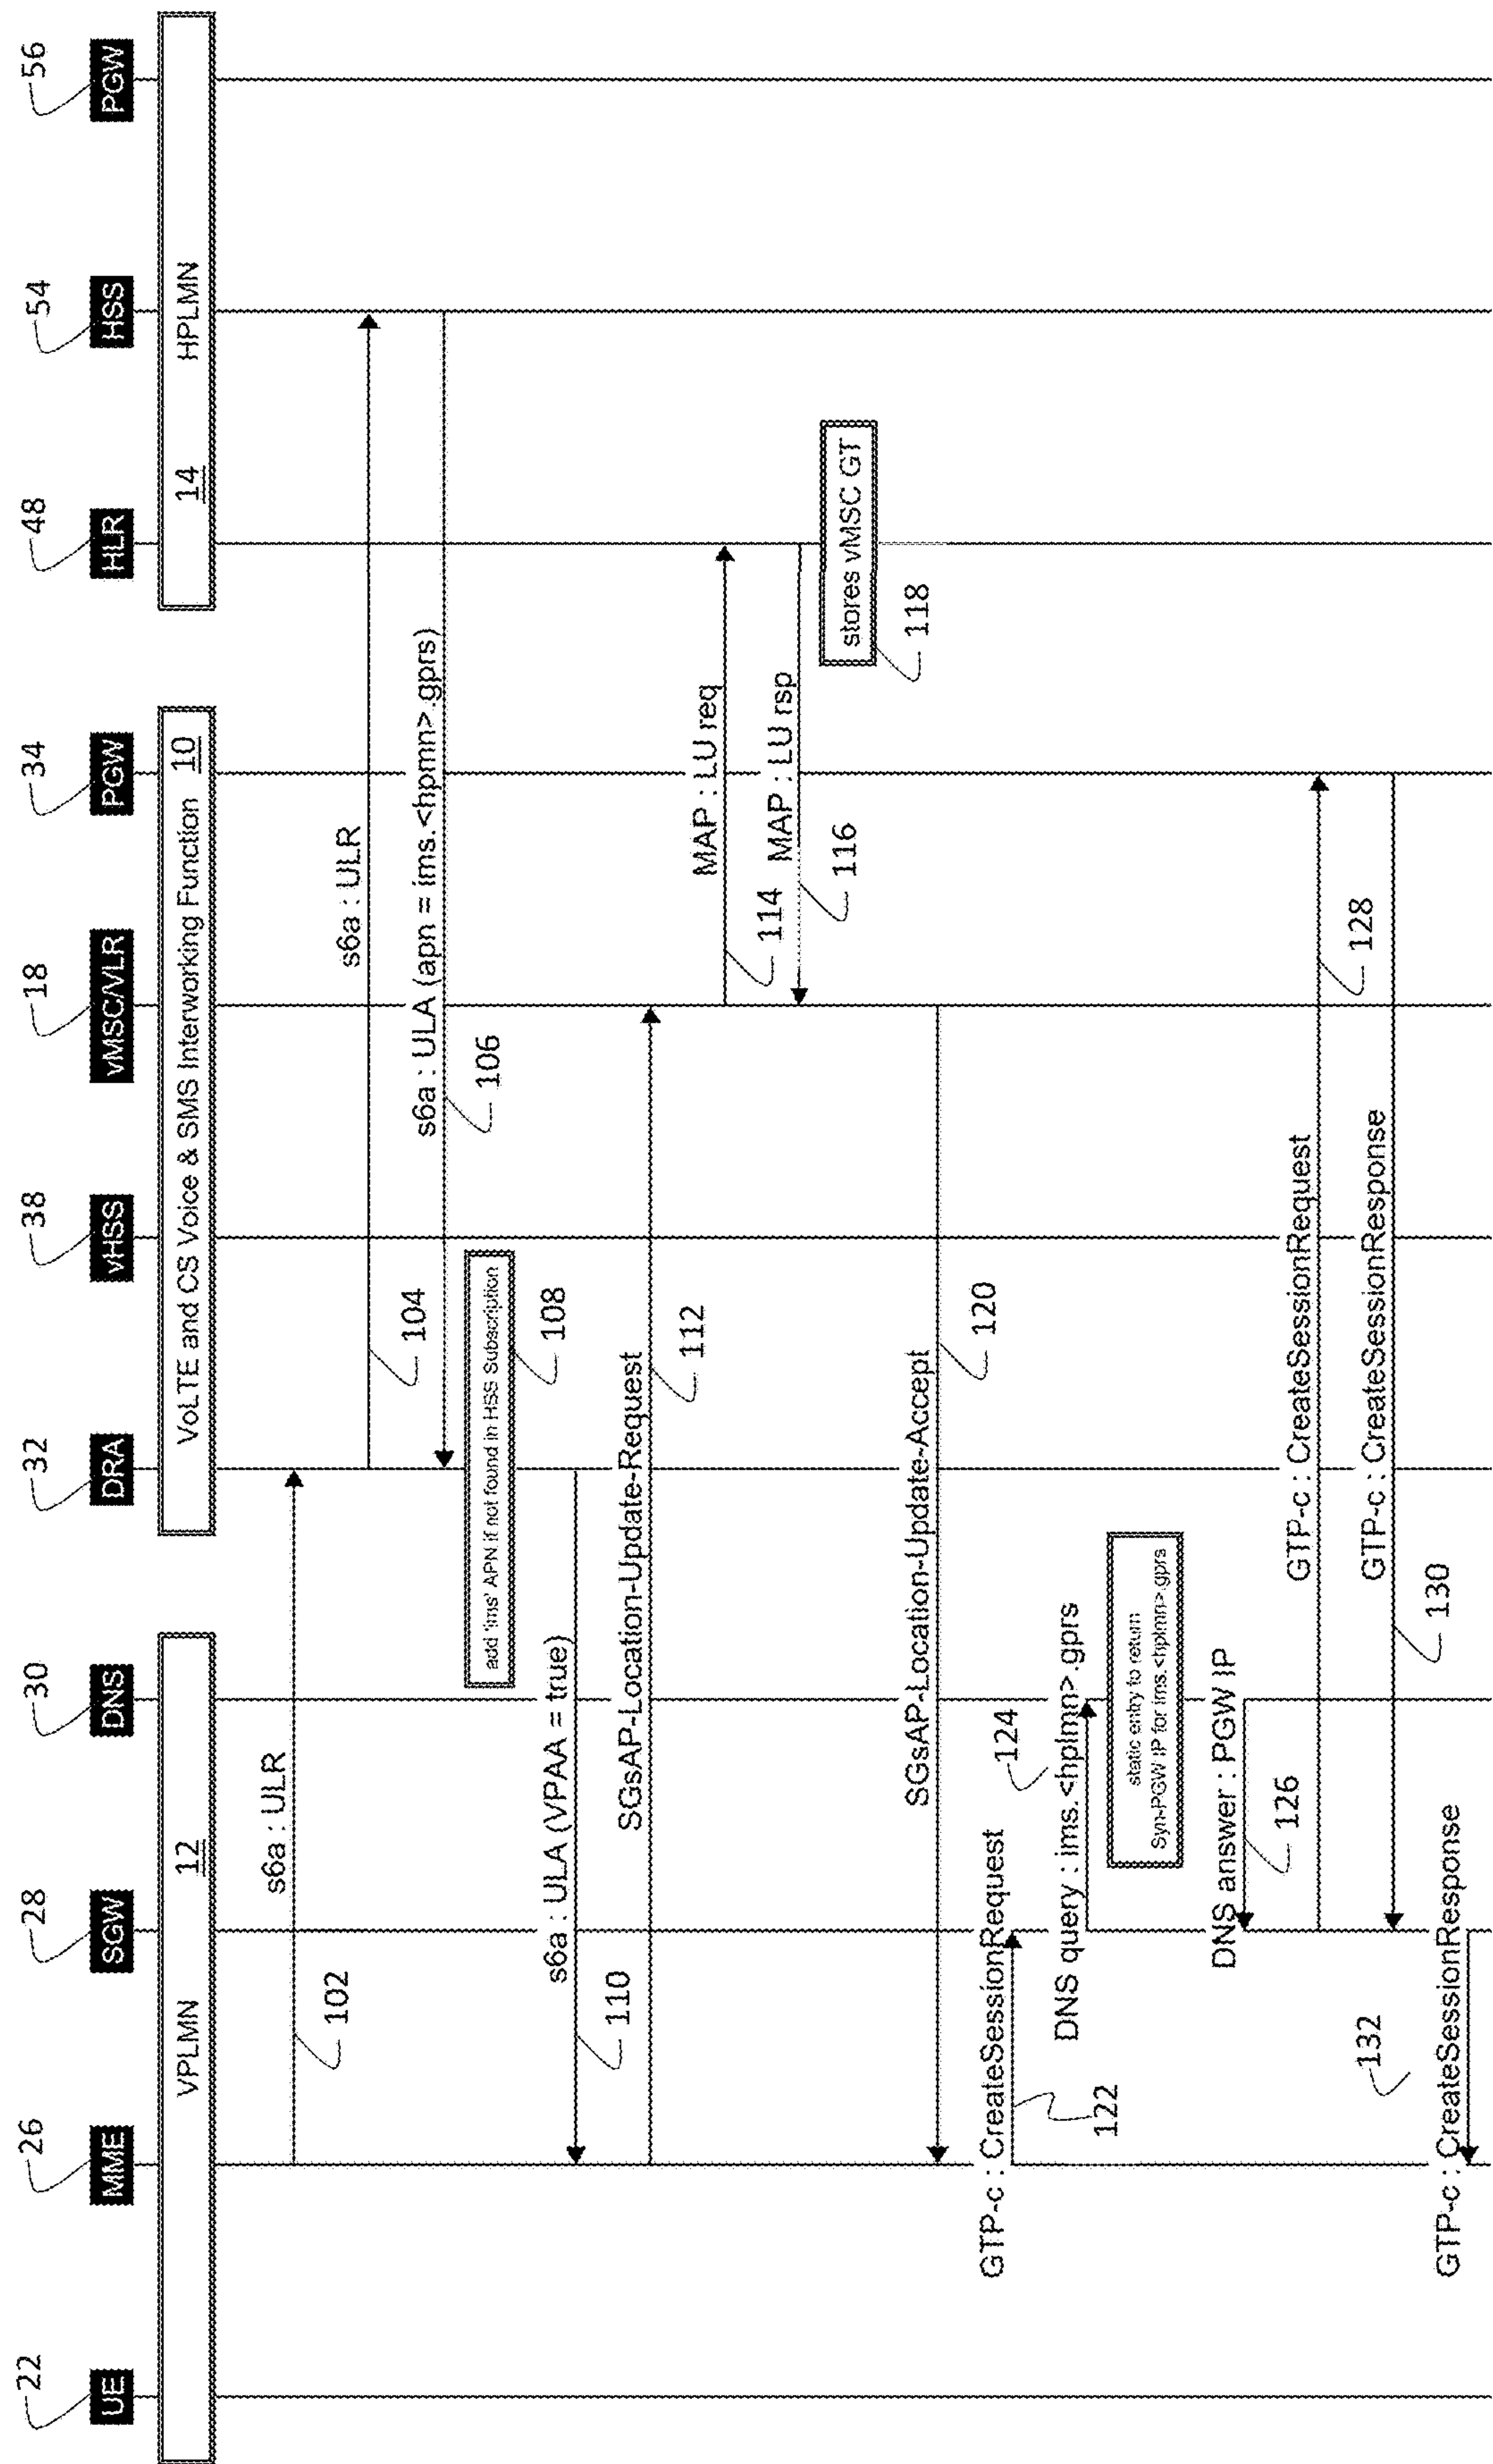 22
26
28
30
32
38
18
34
48
54
56
UE
MME
SGW
DNS
DRA
vHSS
vMSC/VLR
PGW
HLR
HSS
PGW
VPLMN 12
VoLTE and CS Voice & SMS Interworking Function 10
14 HPLMN
s6a : ULR
102
s6a : ULR
104
s6a : ULA (apn = ims.<hpmn>.gprs)
106
add 'ims' APN if not found in HSS Subscription
108
s6a : ULA (VPAA = true)
110
SGsAP-Location-Update-Request
112
MAP : LU req
114
MAP : LU rsp
116
stores vMSC GT
118
SGsAP-Location-Update-Accept
120
GTP-c : CreateSessionRequest
122
DNS query : ims.<hplmn>.gprs
124
static entry to return
Syn-PGW IP for ims.<hplmn>.gprs
DNS answer : PGW IP
126
GTP-c : CreateSessionRequest
128
GTP-c : CreateSessionResponse
130
GTP-c : CreateSessionResponse
132